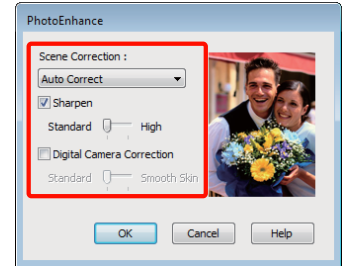 PhotoEnhance
Scene Correction :
Auto Correct
Sharpen
Standard High
Digital Camera Correction
Standard Smooth Skin
OK Cancel Help